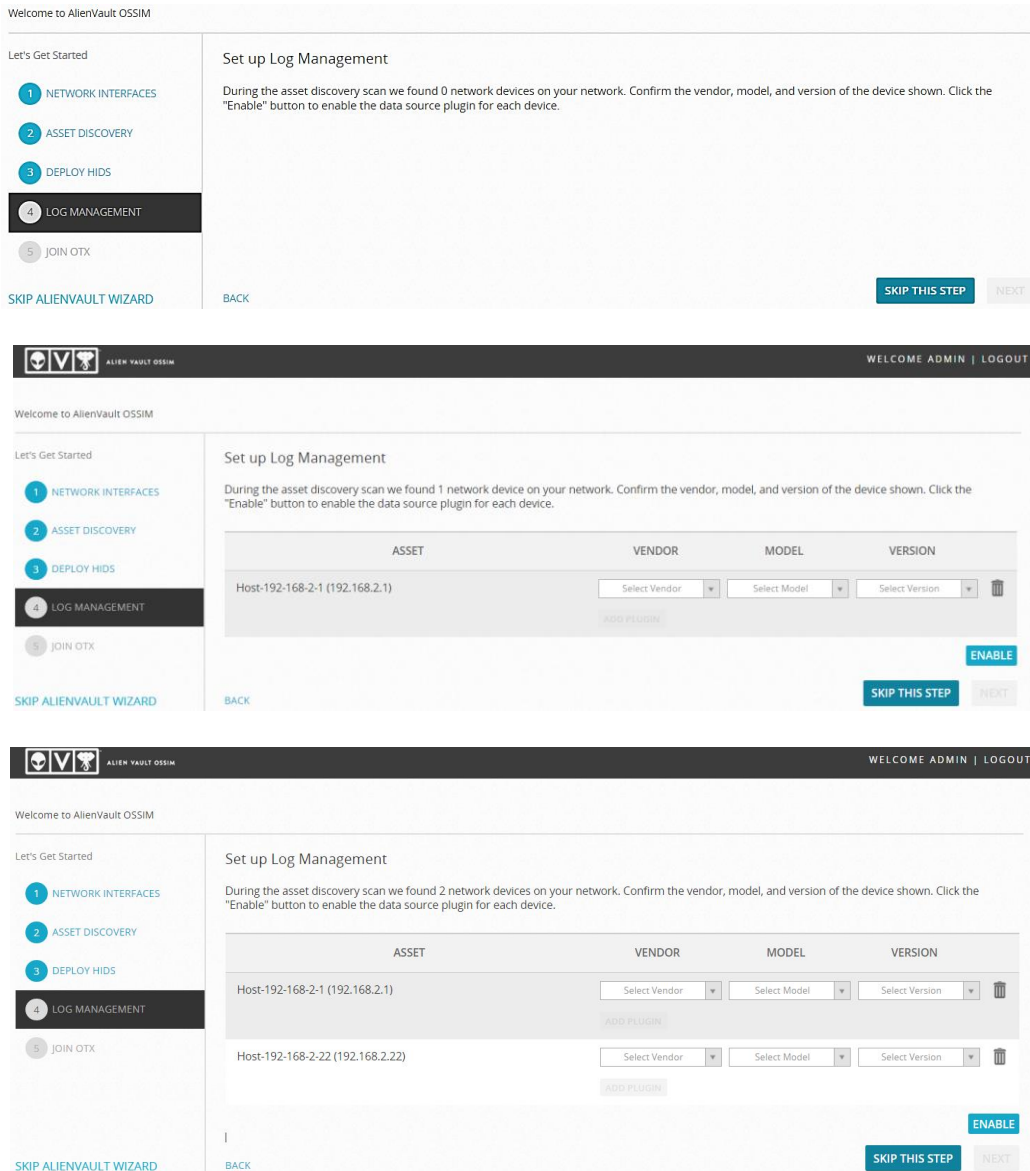 Welcome to AlienVault OSSIM
Let's Get Started
1 NETWORK INTERFACES
2 ASSET DISCOVERY
3 DEPLOY HIDS
4 LOG MANAGEMENT
5 JOIN OTX
SKIP ALIENVAULT WIZARD
Set up Log Management
During the asset discovery scan we found 0 network devices on your network. Confirm the vendor, model, and version of the device shown. Click the
"Enable" button to enable the data source plugin for each device.
BACK
SKIP THIS STEP
NEXT
V
ALIEN VAULT OSSIM
WELCOME ADMIN | LOGOUT
Welcome to AlienVault OSSIM
Let's Get Started
1 NETWORK INTERFACES
2 ASSET DISCOVERY
3 DEPLOY HIDS
4 LOG MANAGEMENT
5 JOIN OTX
SKIP ALIENVAULT WIZARD
Set up Log Management
During the asset discovery scan we found 1 network device on your network. Confirm the vendor, model, and version of the device shown. Click the
"Enable" button to enable the data source plugin for each device.
ASSET VENDOR MODEL VERSION
Host-192-168-2-1 (192.168.2.1) Select Vendor Select Model Select Version
ADD PLUGIN
ENABLE
BACK
SKIP THIS STEP
NEXT
V
ALIEN VAULT OSSIM
WELCOME ADMIN | LOGOUT
Welcome to AlienVault OSSIM
Let's Get Started
1 NETWORK INTERFACES
2 ASSET DISCOVERY
3 DEPLOY HIDS
4 LOG MANAGEMENT
5 JOIN OTX
SKIP ALIENVAULT WIZARD
Set up Log Management
During the asset discovery scan we found 2 network devices on your network. Confirm the vendor, model, and version of the device shown. Click the
"Enable" button to enable the data source plugin for each device.
ASSET VENDOR MODEL VERSION
Host-192-168-2-1 (192.168.2.1) Select Vendor Select Model Select Version
ADD PLUGIN
Host-192-168-2-22 (192.168.2.22) Select Vendor Select Model Select Version
ADD PLUGIN
ENABLE
BACK
SKIP THIS STEP
NEXT